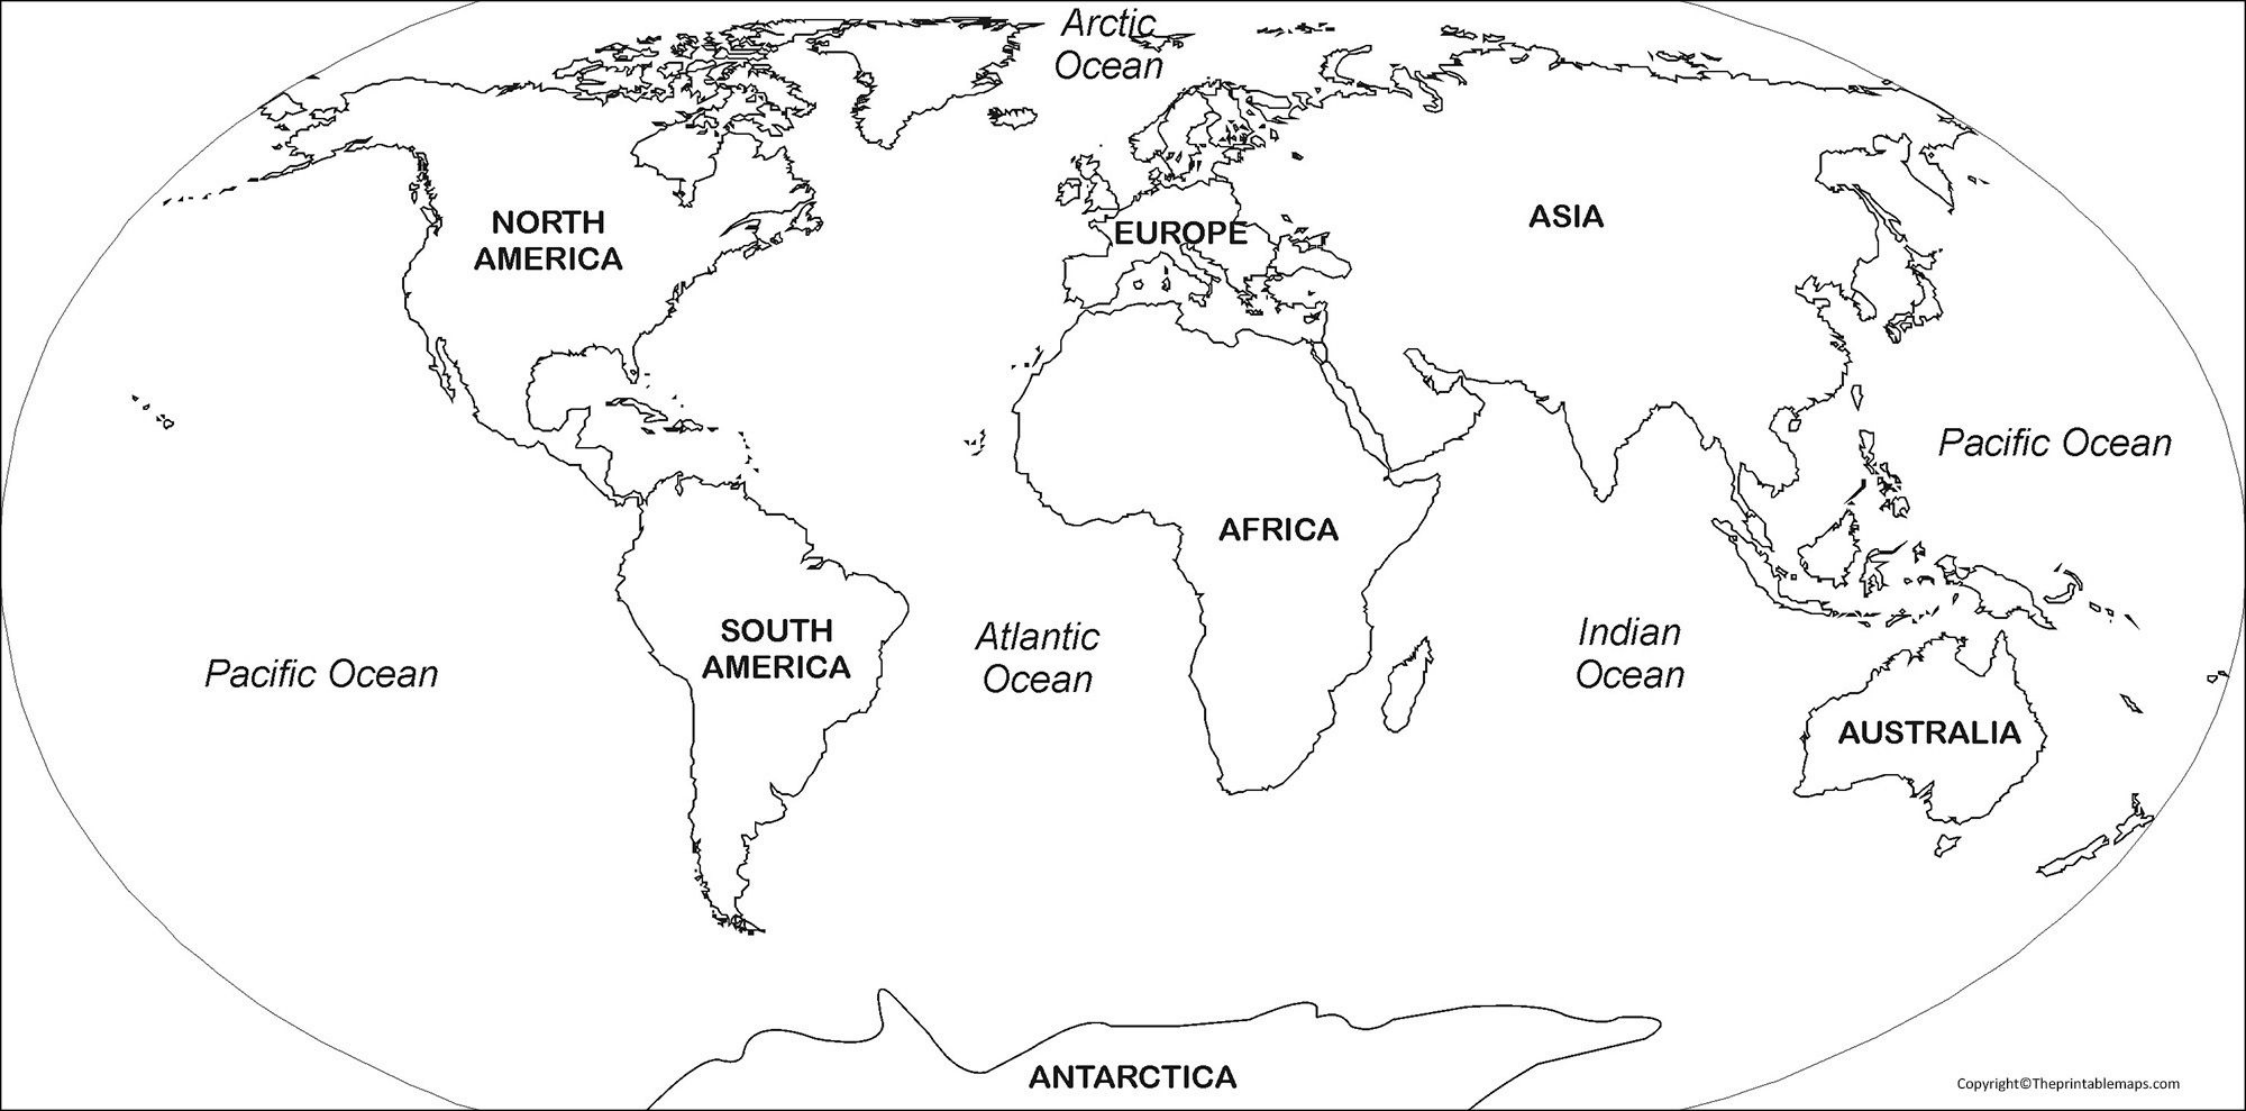 Arctic
Ocean
NORTH
AMERICA
EUROPE
ASIA
Pacific Ocean
AFRICA
SOUTH
AMERICA
Atlantic
Ocean
Indian
Ocean
Pacific Ocean
AUSTRALIA
ANTARCTICA
Copyright©Theprintablemaps.com